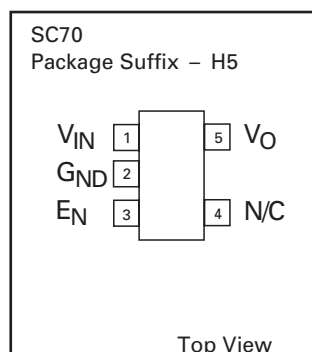 SC70
Package Suffix – H5
VIN 1 5 VO
GND 2
EN 3 4 N/C
Top View